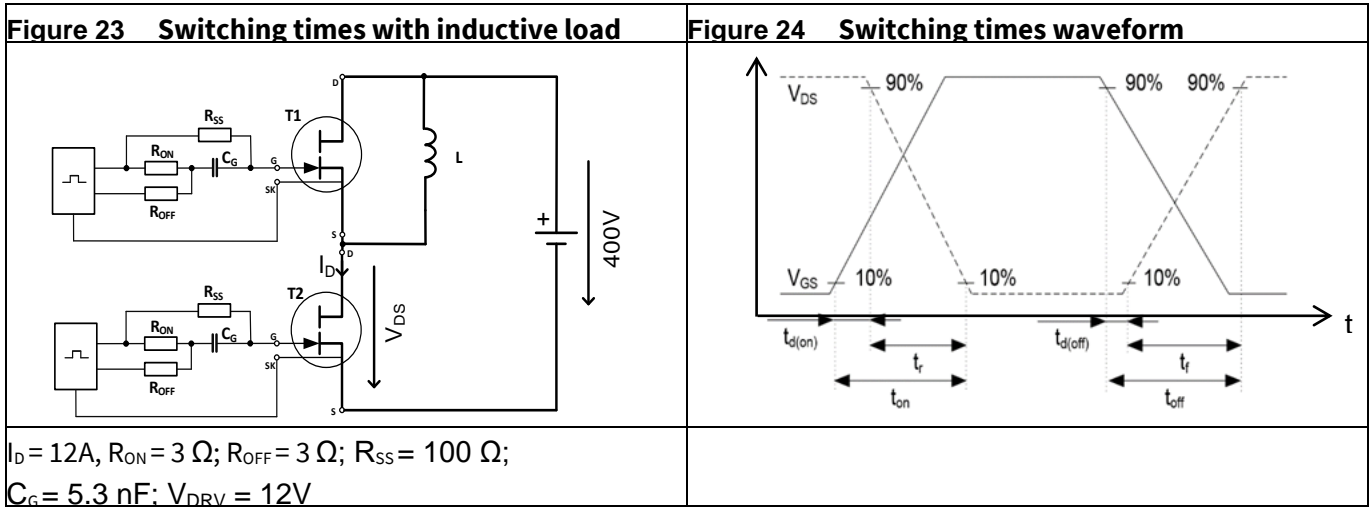 Figure 23 Switching times with inductive load
D
T1
RSS
RON
CG
G
SK
ROFF
L
S
D
+
400V
ID
VDS
T2
RSS
RON
CG
G
SK
ROFF
S
ID = 12A, RON = 3 Ω; ROFF = 3 Ω; RSS = 100 Ω;
CG = 5.3 nF; VDRV = 12V
Figure 24 Switching times waveform
VDS
90%
90%
90%
VGS
10%
10%
10%
t
td(on)
td(off)
tr
tf
ton
toff